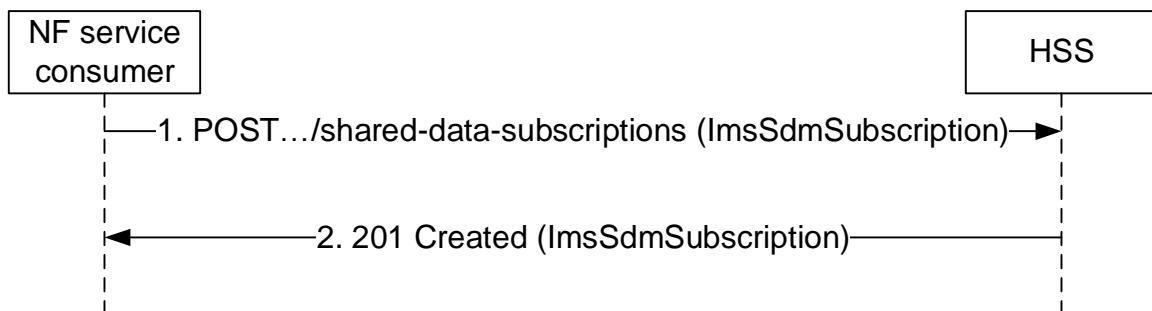 NF service
consumer
HSS
1. POST…/shared-data-subscriptions (ImsSdmSubscription)
2. 201 Created (ImsSdmSubscription)